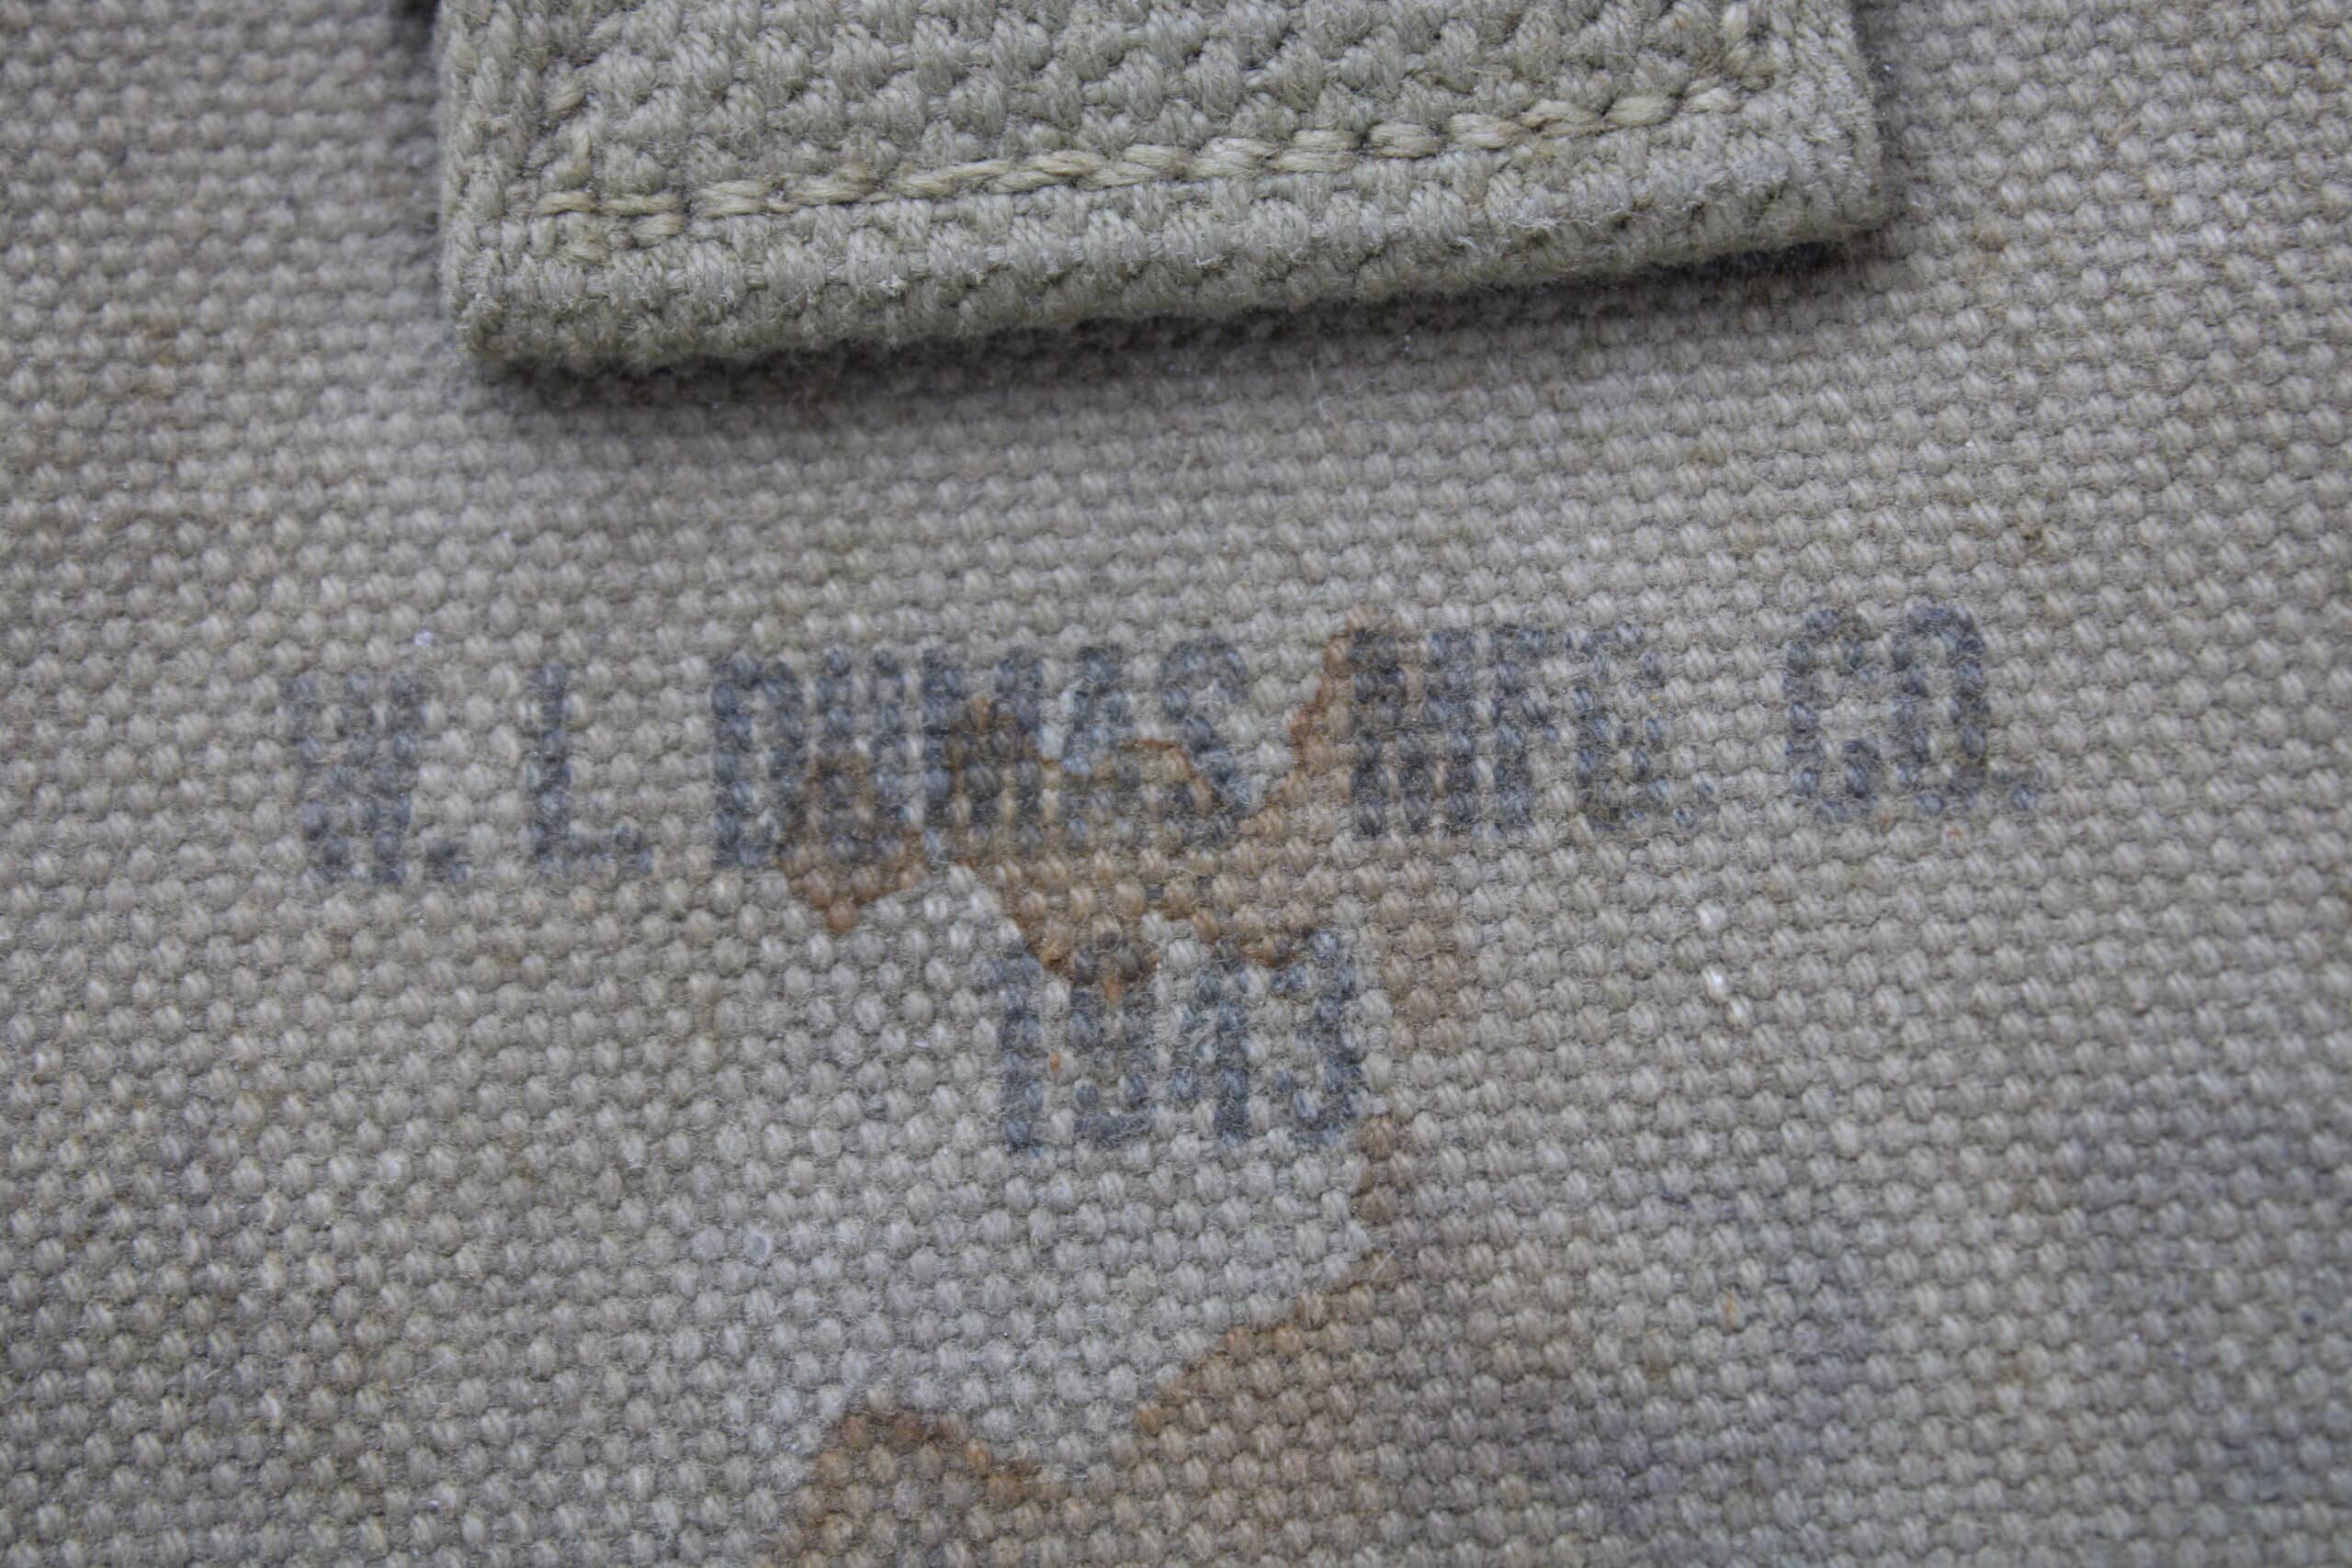 W. L. DUMAS MFG. CO.
1943